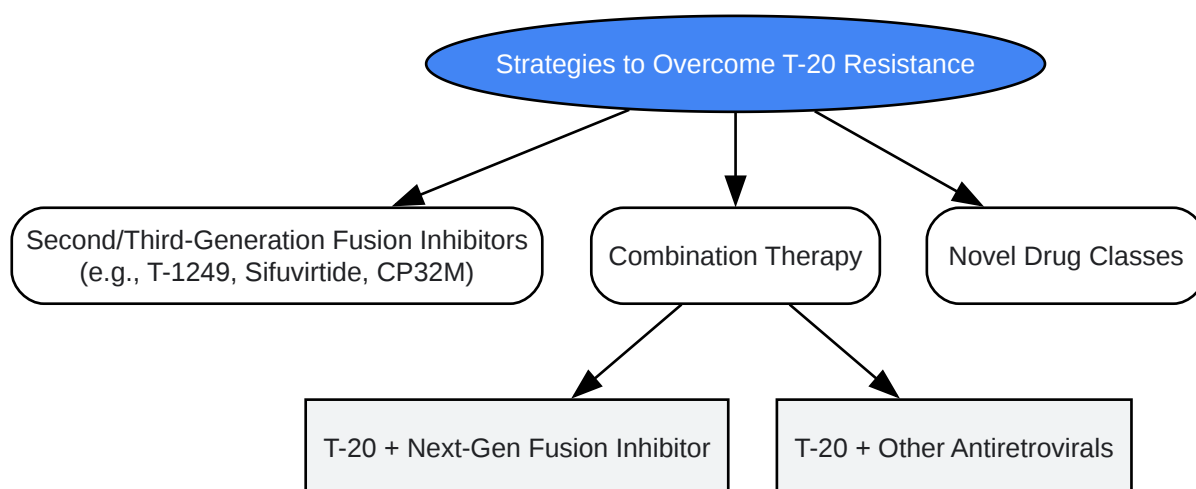 Strategies to Overcome T-20 Resistance
Second/Third-Generation Fusion Inhibitors
(e.g., T-1249, Sifuvirtide, CP32M)
Combination Therapy
Novel Drug Classes
T-20 + Next-Gen Fusion Inhibitor
T-20 + Other Antiretrovirals